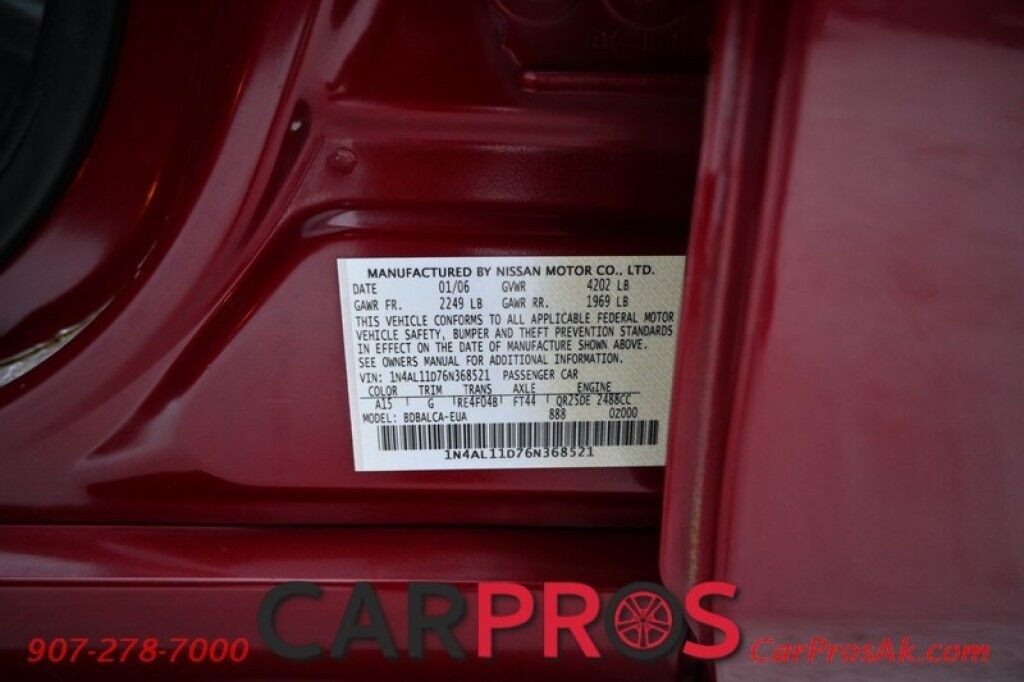 MANUFACTURED BY NISSAN MOTOR CO., LTD.
DATE 01/06 GVWR 4202 LB
GAWR FR. 2249 LB GAWR RR. 1969 LB
THIS VEHICLE CONFORMS TO ALL APPLICABLE FEDERAL MOTOR
VEHICLE SAFETY, BUMPER AND THEFT PREVENTION STANDARDS
IN EFFECT ON THE DATE OF MANUFACTURE SHOWN ABOVE.
SEE OWNERS MANUAL FOR ADDITIONAL INFORMATION.
VIN: 1N4AL11D76N368521 PASSENGER CAR
COLOR TRIM TRANS AXLE ENGINE
A15 G RE4F04B FT44 QR25DE 2488CC
MODEL: BDBALCA-EUA 888 0Z000
1N4AL11D76N368521
CARPROS
907-278-7000
CarProsAk.com